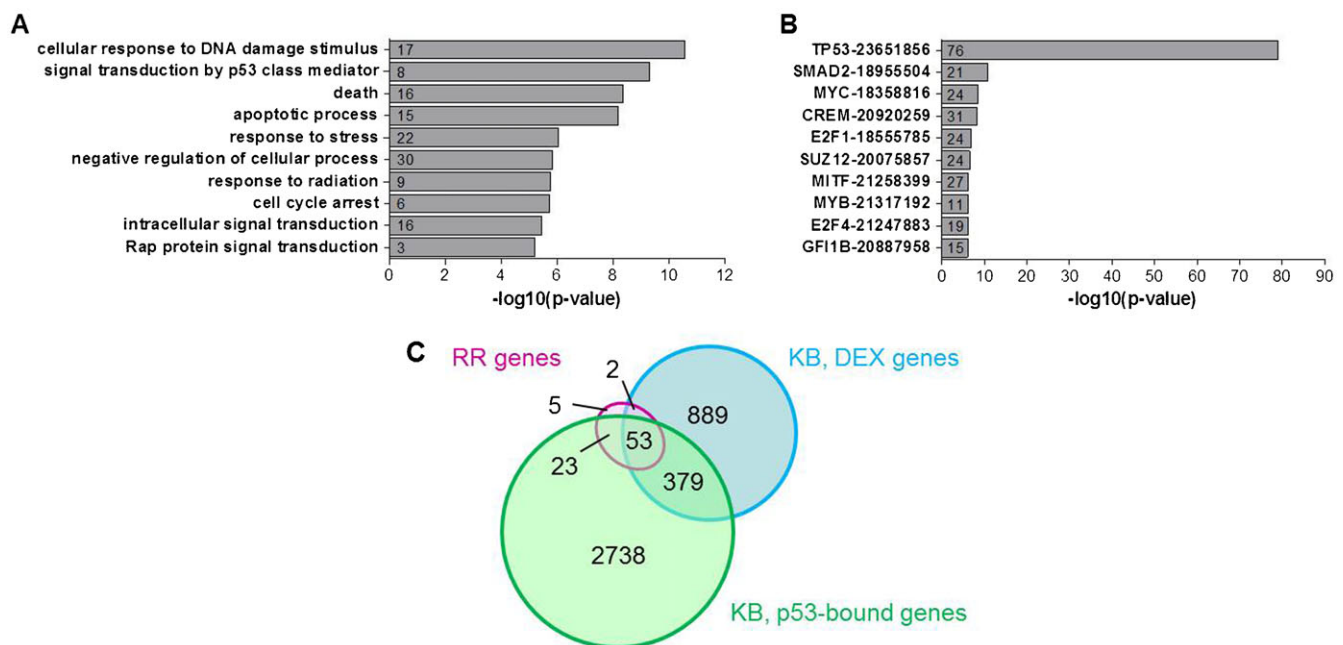 A
cellular response to DNA damage stimulus 17
signal transduction by p53 class mediator 8
death 16
apoptotic process 15
response to stress 22
negative regulation of cellular process 30
response to radiation 9
cell cycle arrest 6
intracellular signal transduction 16
Rap protein signal transduction 3
0 2 4 6 8 10 12
-log10(p-value)
B
TP53-23651856 76
SMAD2-18955504 21
MYC-18358816 24
CREM-20920259 31
E2F1-18555785 24
SUZ12-20075857 24
MITF-21258399 27
MYB-21317192 11
E2F4-21247883 19
GFI1B-20887958 15
0 10 20 30 40 50 60 70 80 90
-log10(p-value)
C
RR genes
KB, DEX genes
2
5
889
53
23
379
2738
KB, p53-bound genes